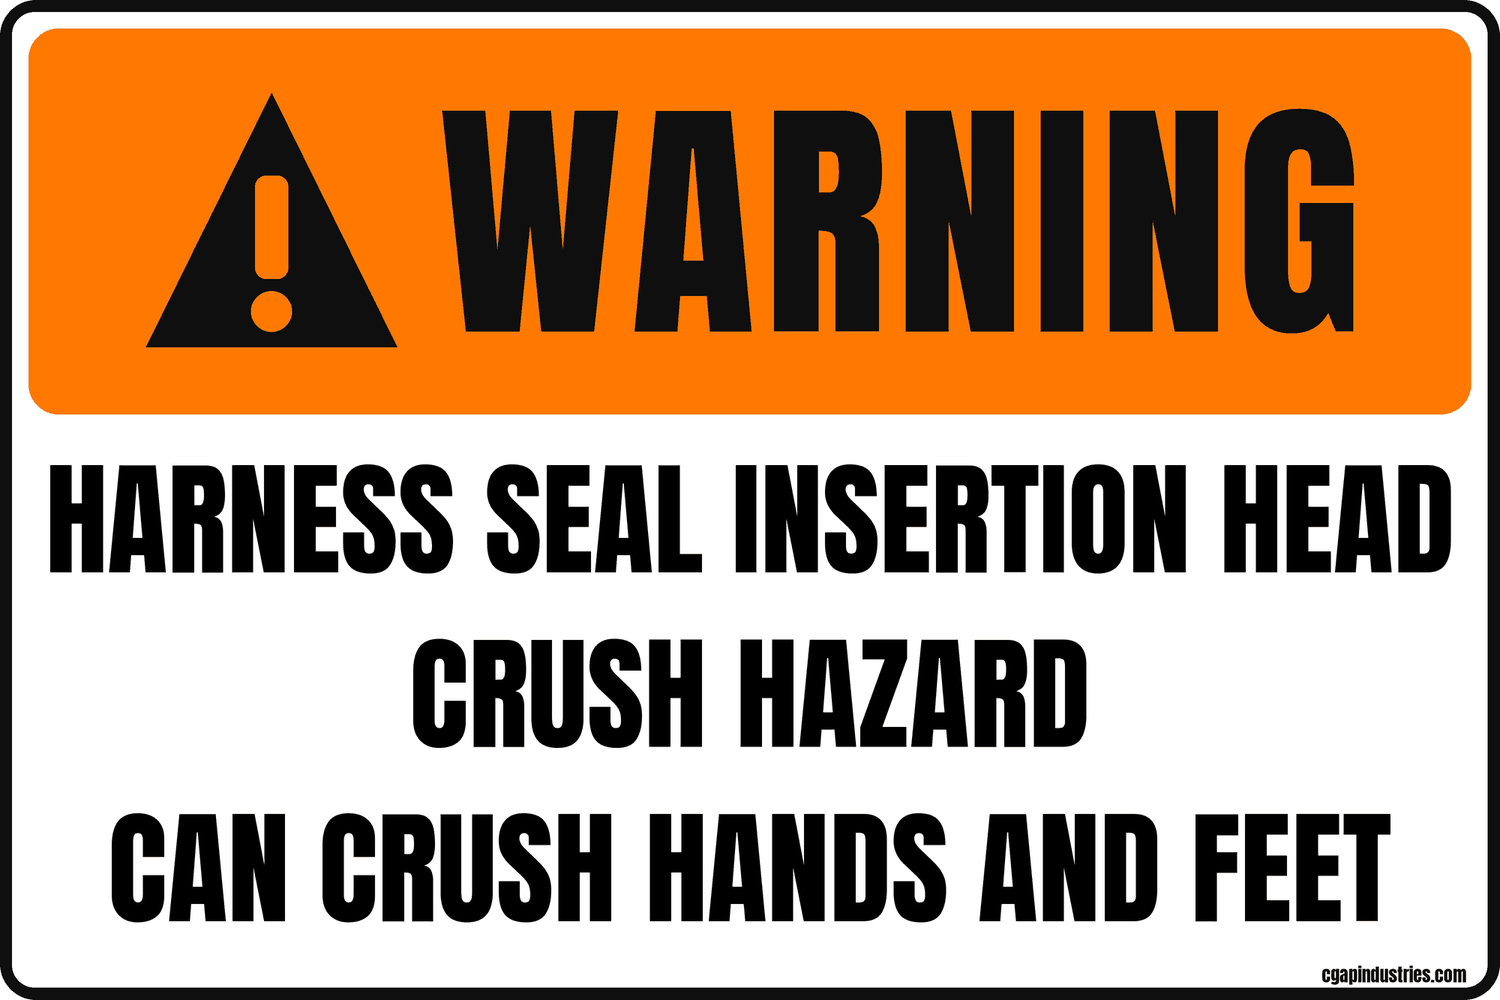 WARNING
HARNESS SEAL INSERTION HEAD
CRUSH HAZARD
CAN CRUSH HANDS AND FEET
cgapindustries.com